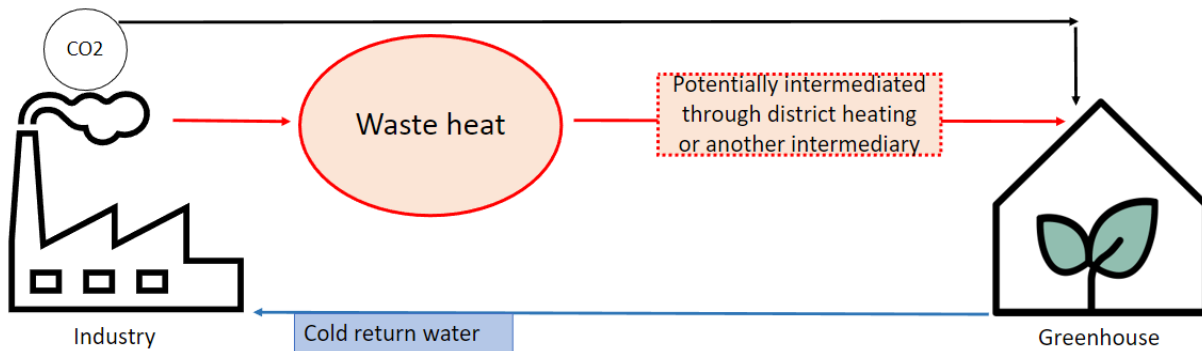 CO2
Waste heat
Potentially intermediated
through district heating
or another intermediary
Industry
Cold return water
Greenhouse